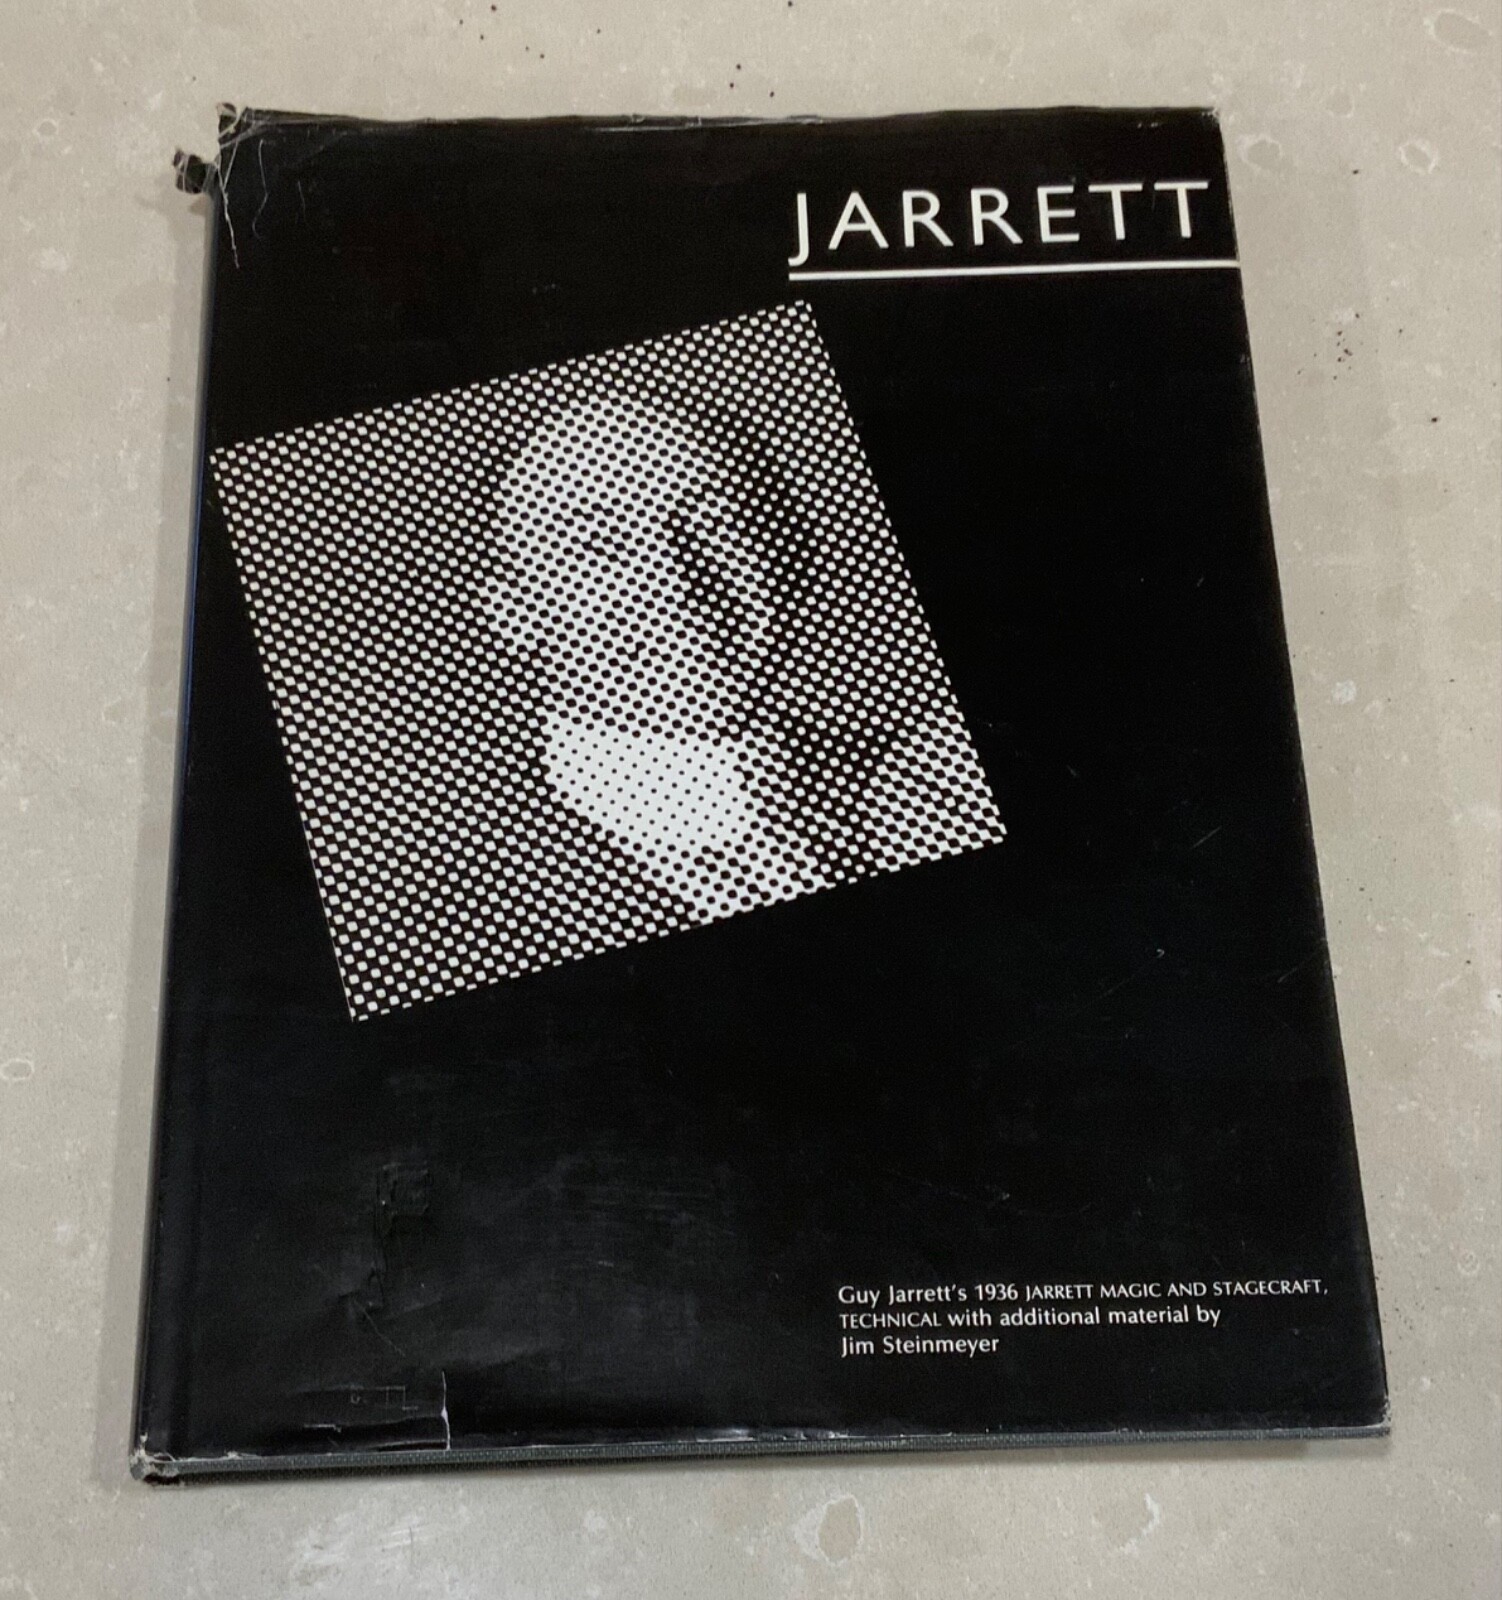 JARRETT
Guy Jarrett's 1936 JARRETT MAGIC AND STAGECRAFT,
TECHNICAL with additional material by
Jim Steinmeyer